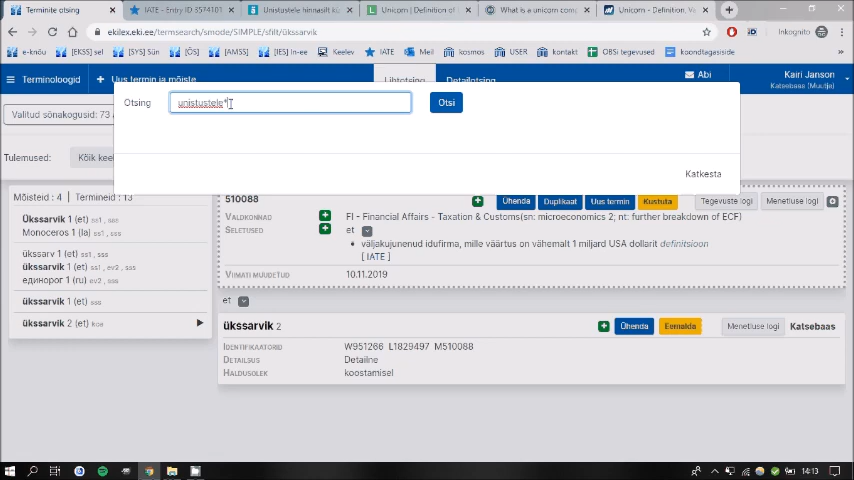 Terminite otsing
IATE - Entry ID 3574101
Unistustele hinnasilt kü
Unicorn | Definition of
What is a unicorn comp
Unicorn - Definition, V
ekilex.eki.ee/termsearch/smode/SIMPLE/sfilt/ükssarvik
Inkognito
e-knõu
[EKSS] sel
[SYS] Sün
[ÕS]
[AMSS]
[IES] In-ee
Keelev
IATE
Meil
kosmos
USER
kontakt
OBSi tegevused
koondtagaside
Terminoloogid
Uus termin ja mõiste
Lihtotsing
Detailotsing
Abi
Kairi Janson
Katsebaas (Muutja)
Otsing
unistustele*
Otsi
Valitud sõnakogusid: 73
Tulemused:
Kõik kee
Katkesta
Mõisteid : 4 | Termineid : 13
Ükssarvik 1 (et) ss1 , sss
Monoceros 1 (la) ss1 , sss
ükssarv 1 (et) sss
ükssarvik 1 (et) ss1 , ev2 , sss
единорог 1 (ru) ev2 , sss
ükssarvik 1 (et) sss
ükssarvik 2 (et) koe
510088
Ühenda
Duplikaat
Uus termin
Kustuta
Tegevuste logi
Menetluse logi
Valdkonnad
FI - Financial Affairs - Taxation & Customs(sn: microeconomics 2; nt: further breakdown of ECF)
Seletused
et
väljakujunenud idufirma, mille väärtus on vähemalt 1 miljard USA dollarit definitsioon
[ IATE ]
Viimati muudetud
10.11.2019
et
ükssarvik 2
Ühenda
Eemalda
Menetluse logi
Katsebaas
Identifikaatorid
W951266 L1829497 M510088
Detailsus
Detailne
Haldusolek
koostamisel
14:13